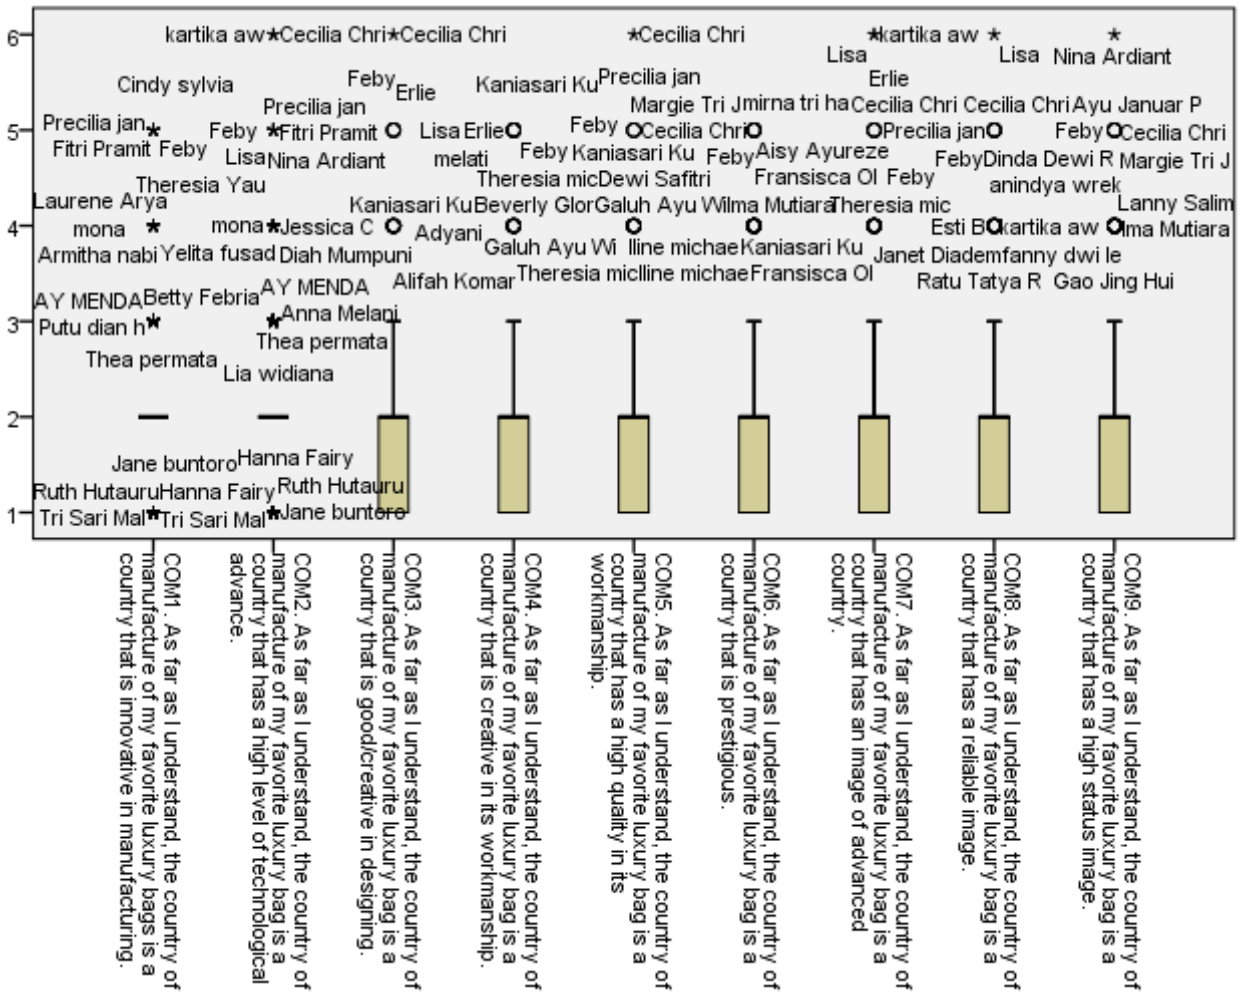 6 kartika aw Cecilia Chri Cecilia Chri Cecilia Chri kartika aw
Lisa Lisa Nina Ardiant
Cindy sylvia Feby Erlie Kaniasari Ku Precilia jan Erlie
Precilia jan Margie Tri J mirna tri ha Cecilia Chri Cecilia Chri Ayu Januar P
5 Precilia jan Feby Fitri Pramit Lisa Erlie Feby Cecilia Chri Precilia jan Feby Cecilia Chri
Fitri Pramit Feby Lisa Nina Ardiant melati Feby Kaniasari Ku Feby Aisy Ayureze Feby Dinda Dewi R Margie Tri J
Theresia Yau Theresia mic Dewi Safitri Fransisca Ol Feby anindya wrek
Laurene Arya Kaniasari Ku Beverly Glor Galuh Ayu W ilma Mutiara Theresia mic Lanny Salim
4 mona mona Jessica C Adyani Esti B kartika aw lma Mutiara
Armitha nabi Yelita fusad Diah Mumpuni Galuh Ayu Wi Iline michae Kaniasari Ku Janet Diadem fanny dwi le
Alifah Komar Theresia mic Iline michae Fransisca Ol Ratu Tatya R Gao Jing Hui
AY MENDA Betty Febria AY MENDA
3 Putu dian h Anna Melani
Thea permata Thea permata
Lia widiana
2
Jane buntoro Hanna Fairy
Ruth Hutauru Hanna Fairy Ruth Hutauru
1 Tri Sari Mal Tri Sari Mal Jane buntoro
COM1. As far as I understand, the country of
manufacture of my favorite luxury bags is a
country that is innovative in manufacturing.
COM2. As far as I understand, the country of
manufacture of my favorite luxury bag is a
country that has a high level of technological
advance.
COM3. As far as I understand, the country of
manufacture of my favorite luxury bag is a
country that is good/creative in designing.
COM4. As far as I understand, the country of
manufacture of my favorite luxury bag is a
country that is creative in its workmanship.
COM5. As far as I understand, the country of
manufacture of my favorite luxury bag is a
country that has a high quality in its
workmanship.
COM6. As far as I understand, the country of
manufacture of my favorite luxury bag is a
country that is prestigious.
COM7. As far as I understand, the country of
manufacture of my favorite luxury bag is a
country that has an image of advanced
country.
COM8. As far as I understand, the country of
manufacture of my favorite luxury bag is a
country that has a reliable image.
COM9. As far as I understand, the country of
manufacture of my favorite luxury bag is a
country that has a high status image.